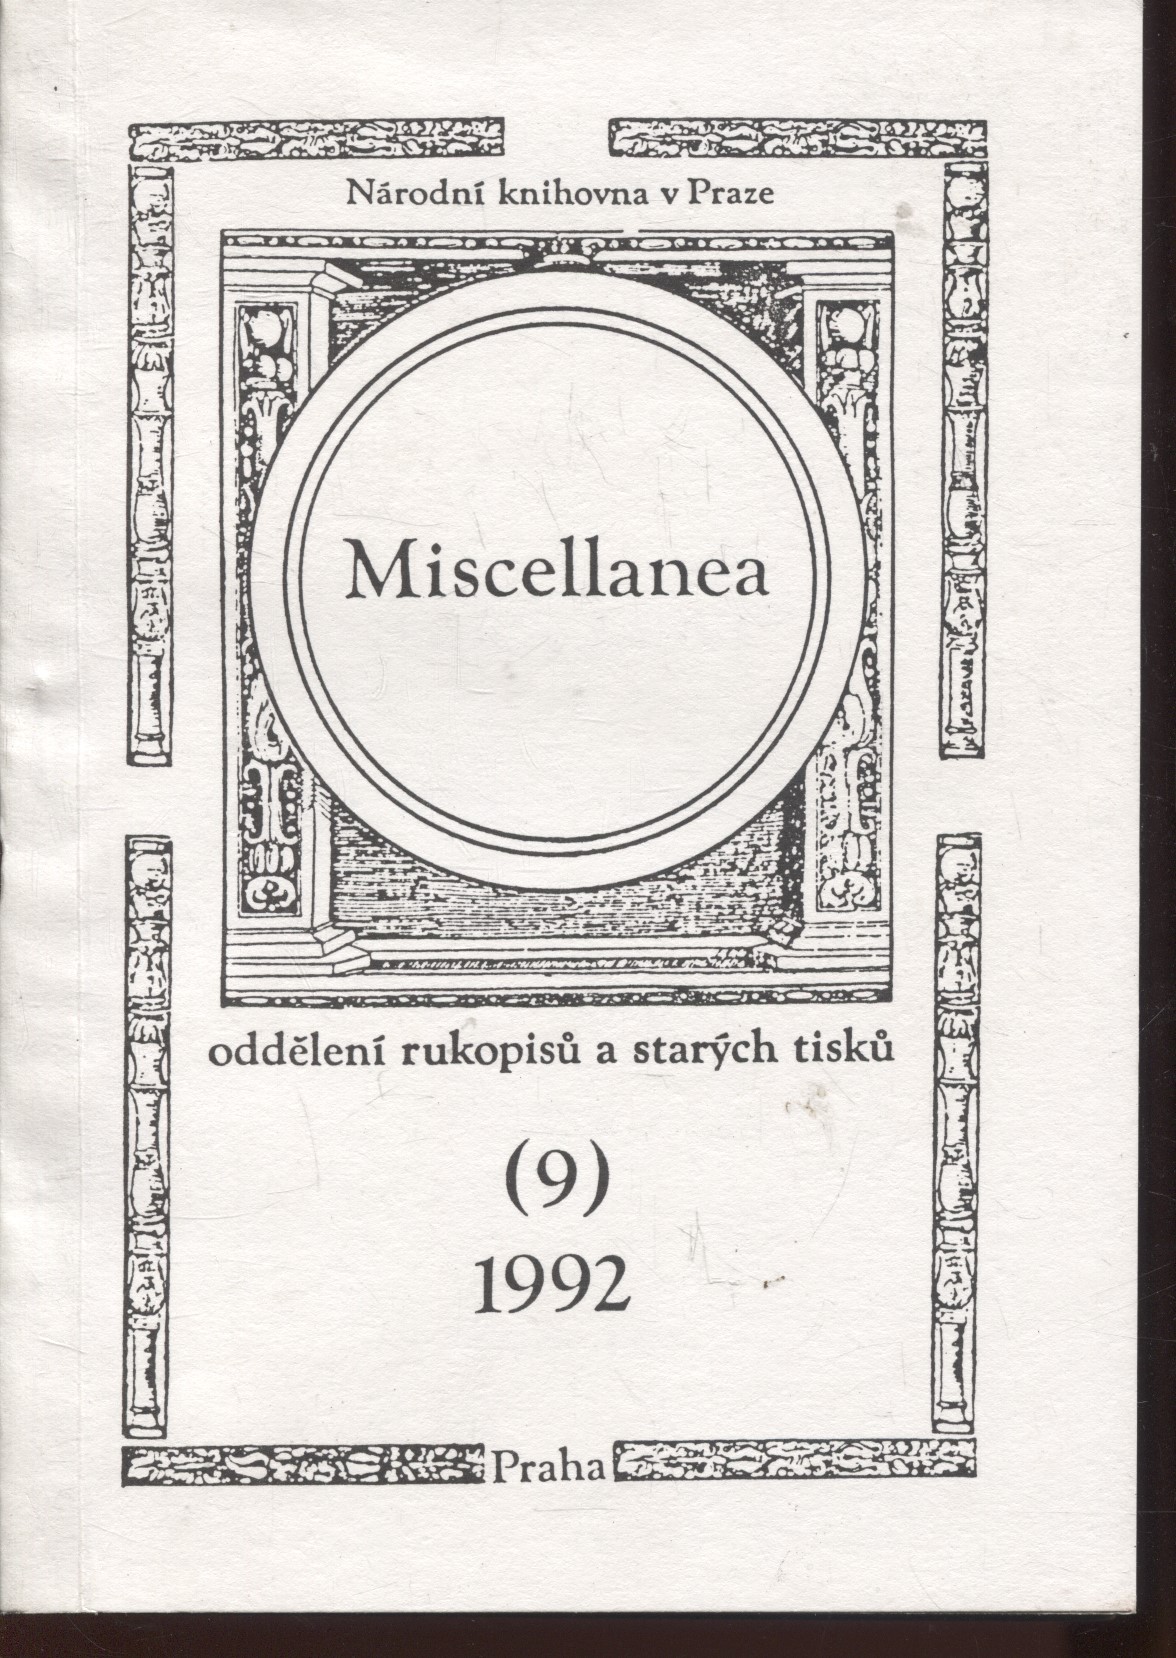 Národní knihovna v Praze
Miscellanea
oddělení rukopisů a starých tisků
(9)
1992
Praha